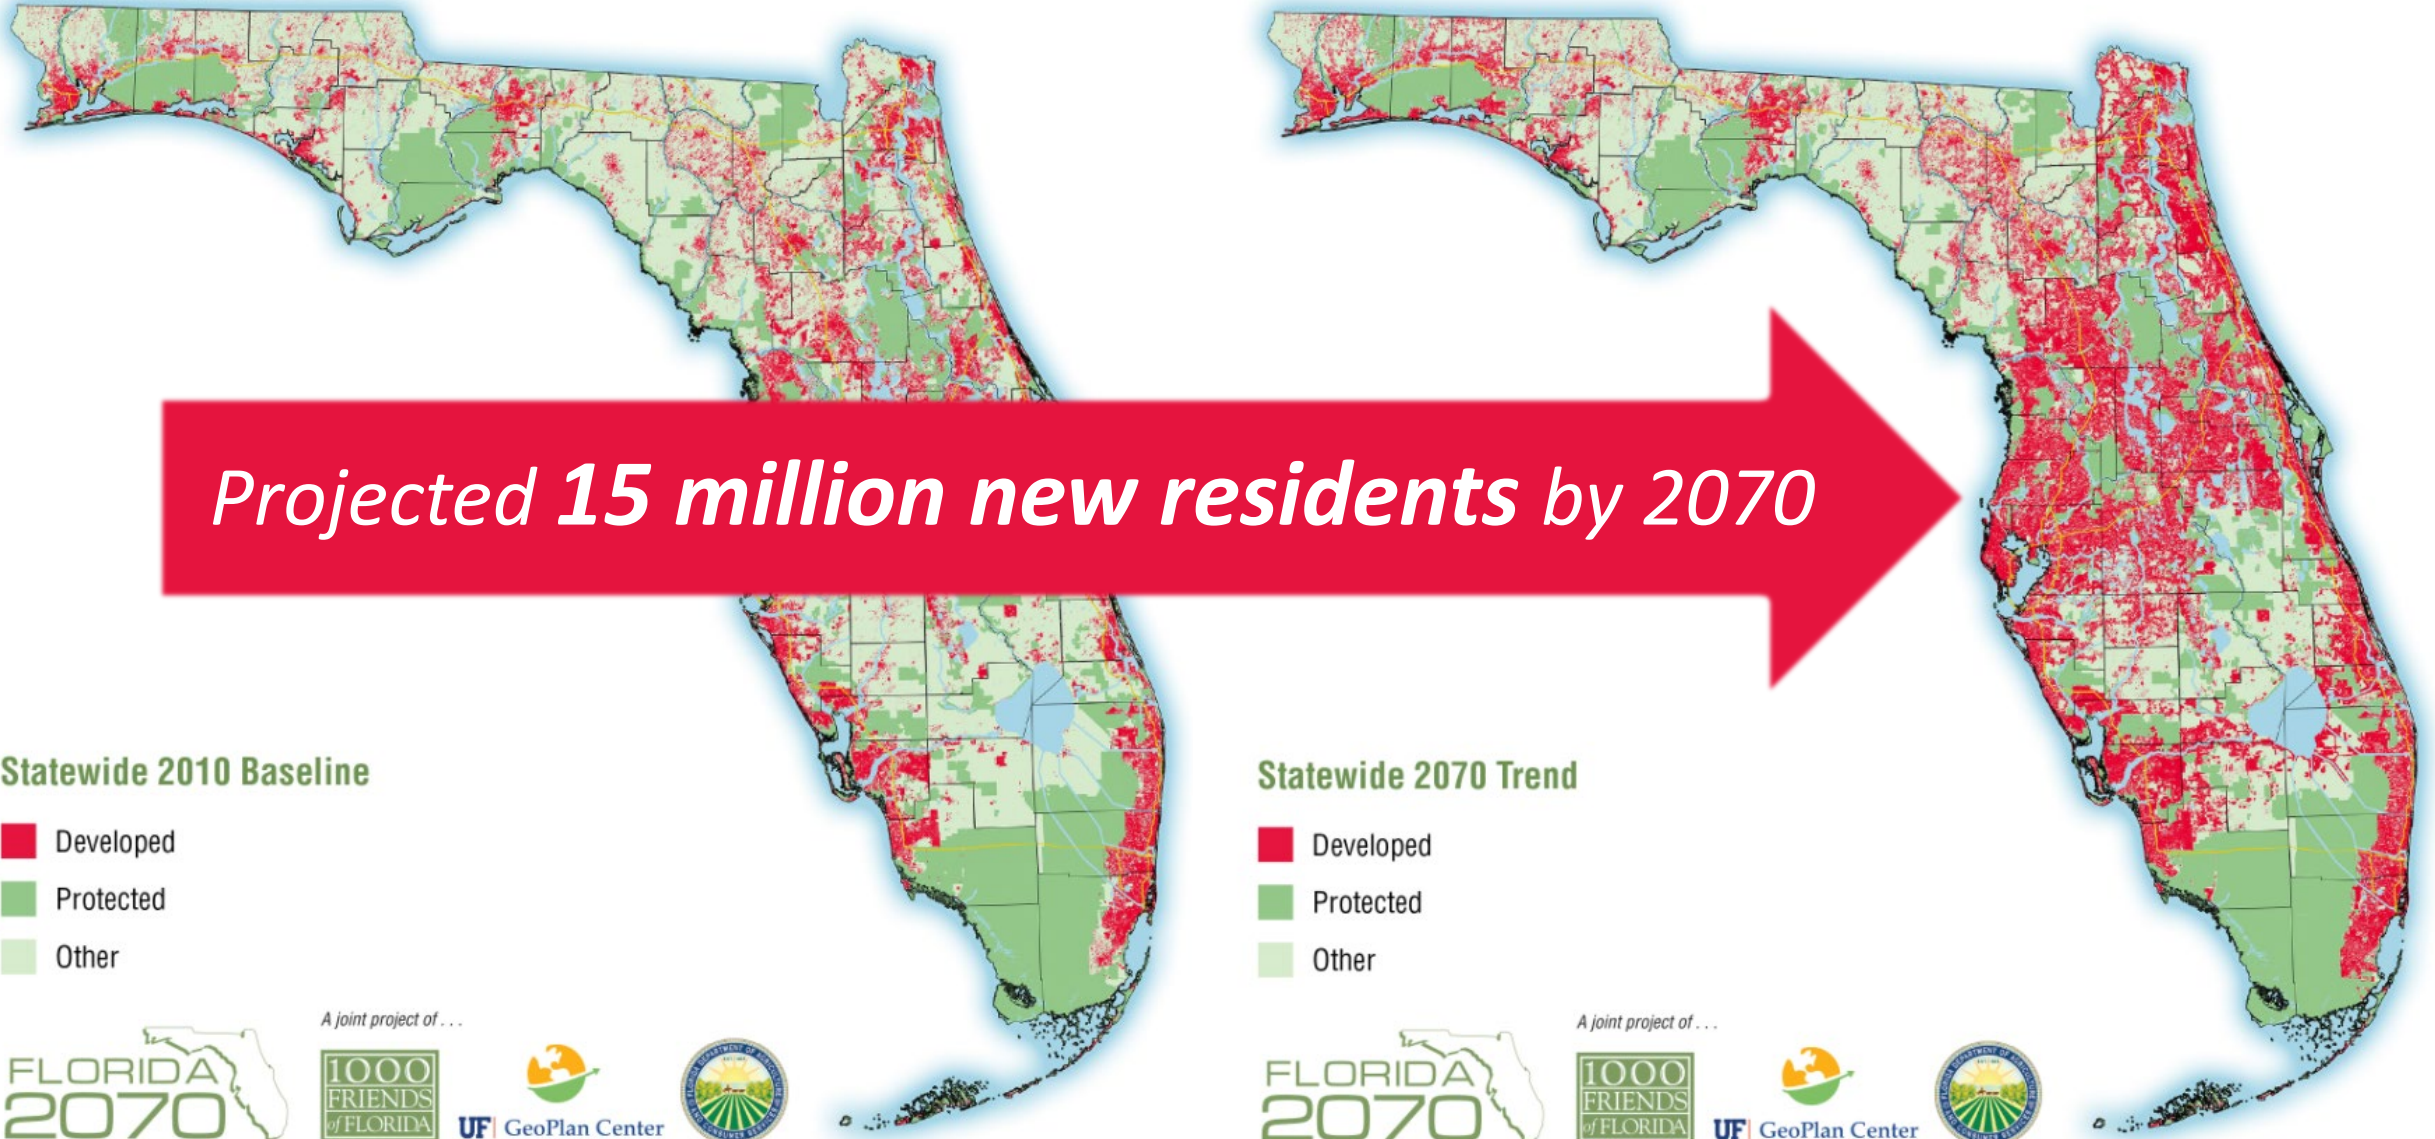 Projected 15 million new residents by 2070
Statewide 2010 Baseline
Developed
Protected
Other
A joint project of . . .
FLORIDA
2070
1000
FRIENDS
of FLORIDA
UF GeoPlan Center
Statewide 2070 Trend
Developed
Protected
Other
A joint project of . . .
FLORIDA
2070
1000
FRIENDS
of FLORIDA
UF GeoPlan Center